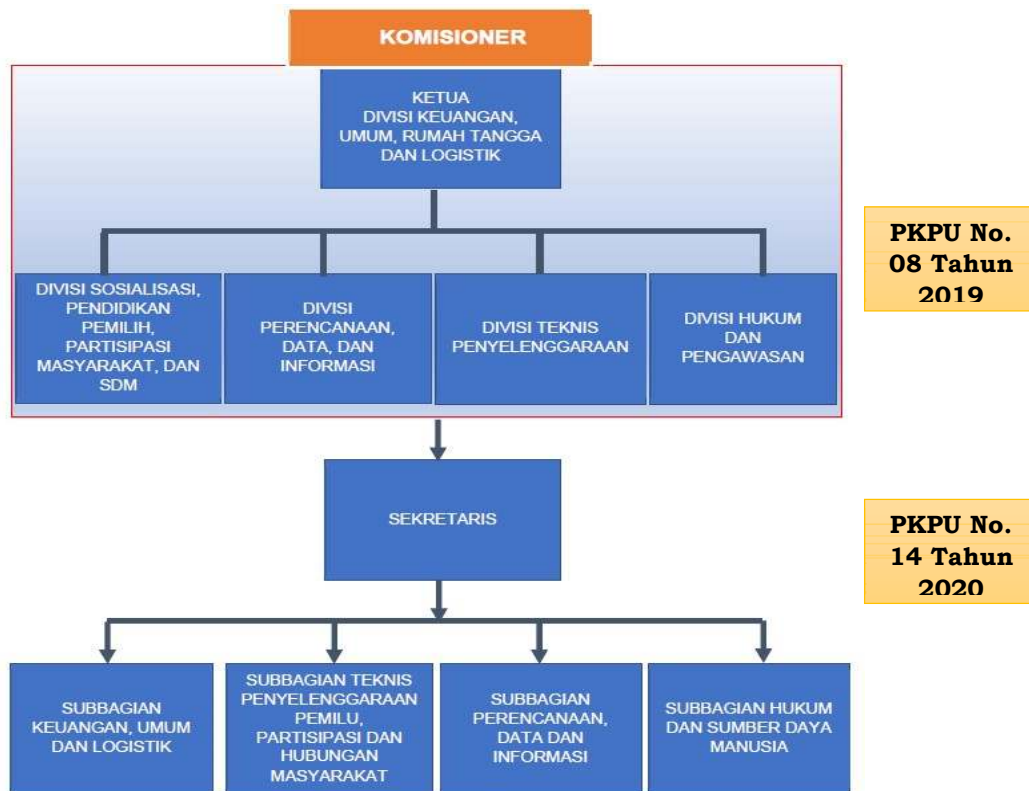 KOMISIONER
KETUA
DIVISI KEUANGAN,
UMUM, RUMAH TANGGA
DAN LOGISTIK
DIVISI SOSIALISASI,
PENDIDIKAN
PEMILIH,
PARTISIPASI
MASYARAKAT, DAN
SDM
DIVISI
PERENCANAAN,
DATA, DAN
INFORMASI
DIVISI TEKNIS
PENYELENGGARAAN
DIVISI HUKUM
DAN
PENGAWASAN
PKPU No.
08 Tahun
2019
SEKRETARIS
PKPU No.
14 Tahun
2020
SUBBAGIAN
KEUANGAN, UMUM
DAN LOGISTIK
SUBBAGIAN TEKNIS
PENYELENGGARAAN
PEMILU,
PARTISIPASI DAN
HUBUNGAN
MASYARAKAT
SUBBAGIAN
PERENCANAAN,
DATA DAN
INFORMASI
SUBBAGIAN HUKUM
DAN SUMBER DAYA
MANUSIA